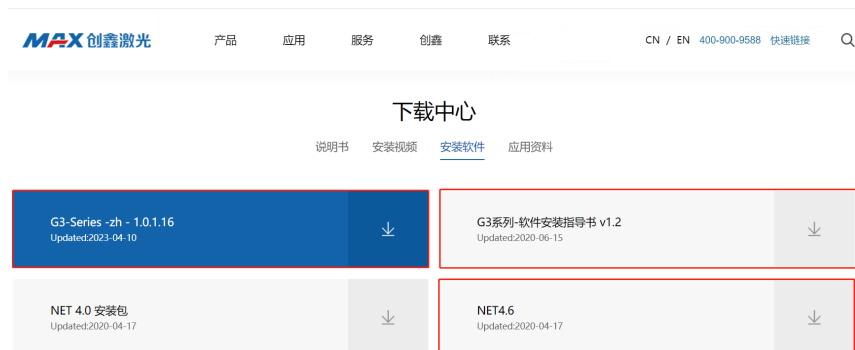 MAX 创鑫激光
产品 应用 服务 创鑫 联系
CN / EN 400-900-9588 快速链接
下载中心
说明书 安装视频 安装软件 应用资料
G3-Series -zh - 1.0.1.16
Updated:2023-04-10
G3系列-软件安装指导书 v1.2
Updated:2020-06-15
NET 4.0 安装包
Updated:2020-04-17
NET4.6
Updated:2020-04-17